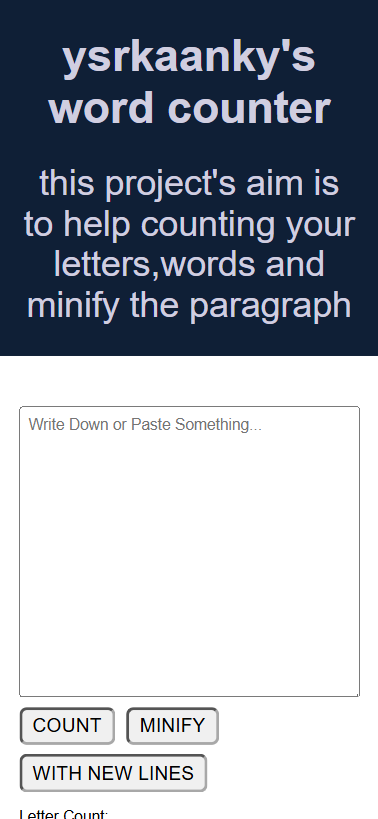 ysrkaanky's
word counter
this project's aim is
to help counting your
letters,words and
minify the paragraph
Write Down or Paste Something...
COUNT MINIFY
WITH NEW LINES
Letter Count: